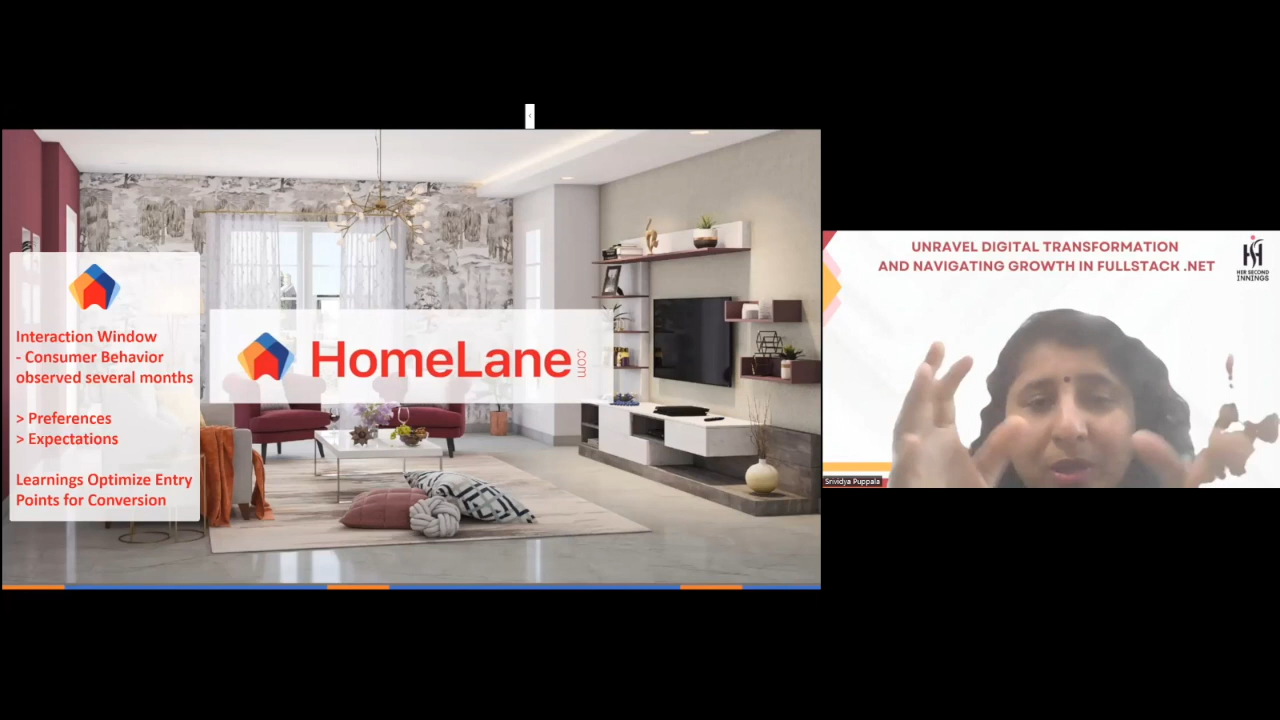 Interaction Window
- Consumer Behavior
observed several months
> Preferences
> Expectations
Learnings Optimize Entry
Points for Conversion
HomeLane
.com
UNRAVEL DIGITAL TRANSFORMATION
AND NAVIGATING GROWTH IN FULLSTACK .NET
HER SECOND
INNINGS
Srividya Puppala